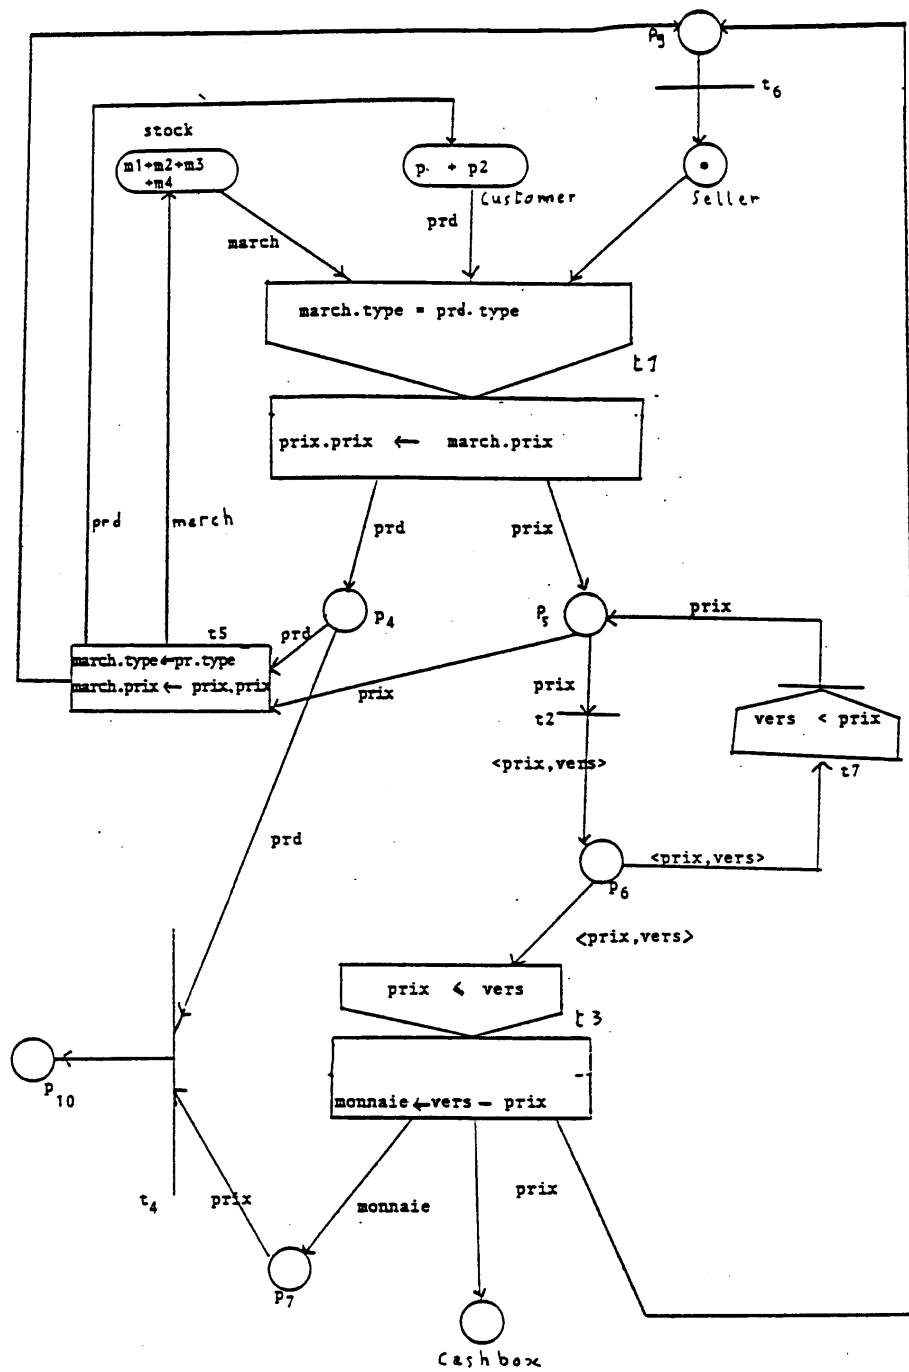 P9
t6
stock
m1+m2+m3
+m4
p. + p2
Customer
Seller
march
prd
march.type = prd.type
t1
prix.prix ← march.prix
prd
march
prd
prix
P4
P5
prix
t5
prd
march.type←pr.type
march.prix ← prix,prix
prix
prix
t2
vers < prix
t7
<prix,vers>
prd
<prix,vers>
P6
<prix,vers>
prix ⩽ vers
t3
P10
monnaie←vers - prix
t4
prix
monnaie
prix
P7
Cashbox